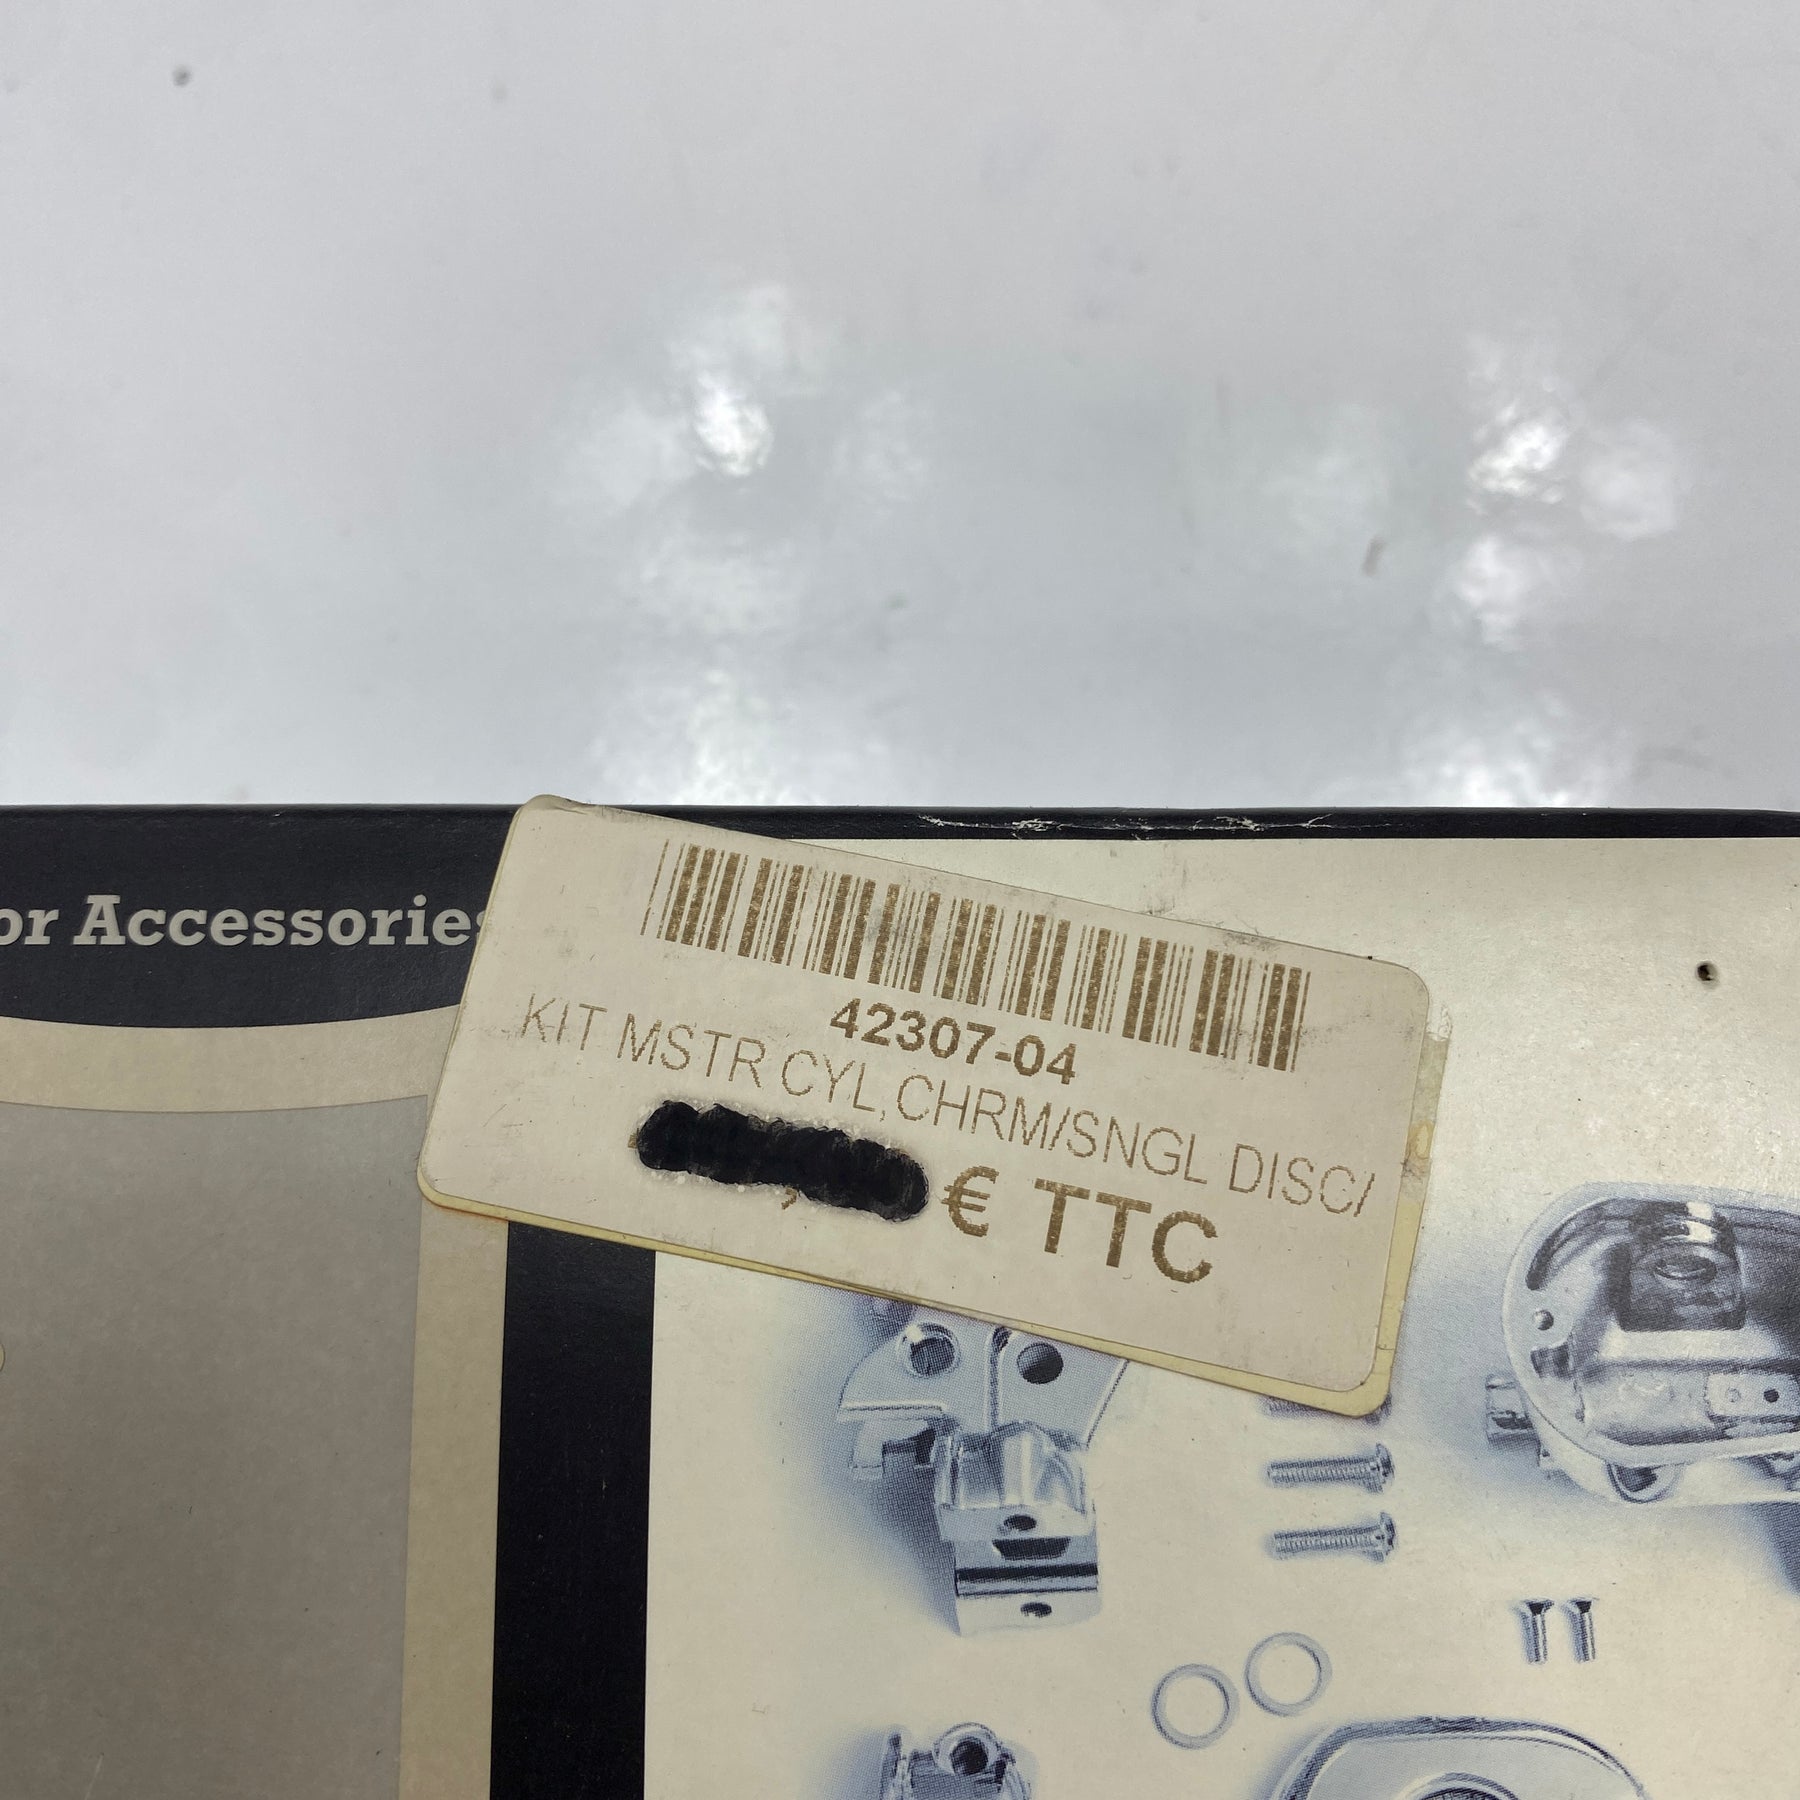 or Accessories
42307-04
KIT MSTR CYL,CHRM/SNGL DISC/
, € TTC